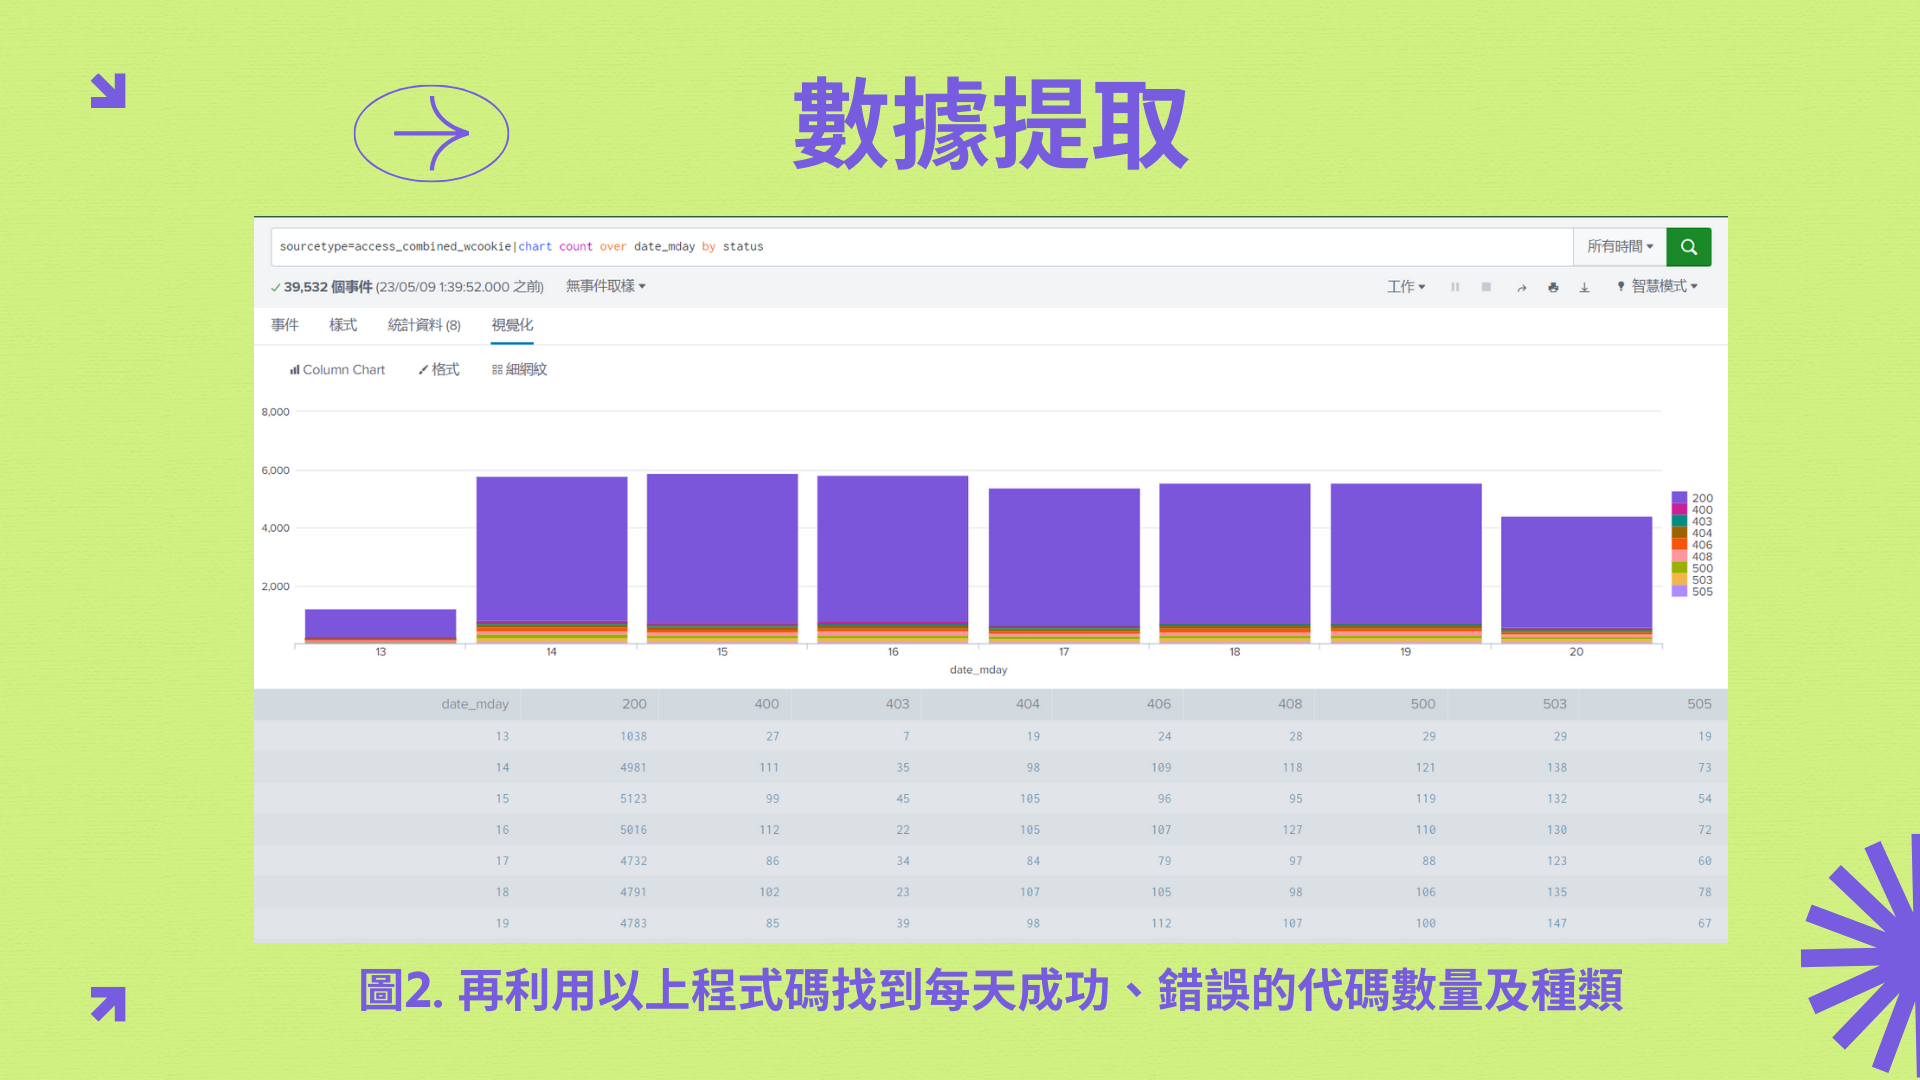 數據提取
sourcetype=access_combined_wcookie|chart count over date_mday by status
所有時間
39,532 個事件 (23/05/09 1:39:52.000 之前) 無事件取樣
工作 智慧模式
事件 樣式 統計資料 (8) 視覺化
Column Chart 格式 細網紋
8,000
6,000
4,000
2,000
13 14 15 16 17 18 19 20
date_mday
200
400
403
404
406
408
500
503
505
date_mday 200 400 403 404 406 408 500 503 505
13 1038 27 7 19 24 28 29 29 19
14 4981 111 35 98 109 118 121 138 73
15 5123 99 45 105 96 95 119 132 54
16 5016 112 22 105 107 127 110 130 72
17 4732 86 34 84 79 97 88 123 60
18 4791 102 23 107 105 98 106 135 78
19 4783 85 39 98 112 107 100 147 67
圖2. 再利用以上程式碼找到每天成功、錯誤的代碼數量及種類